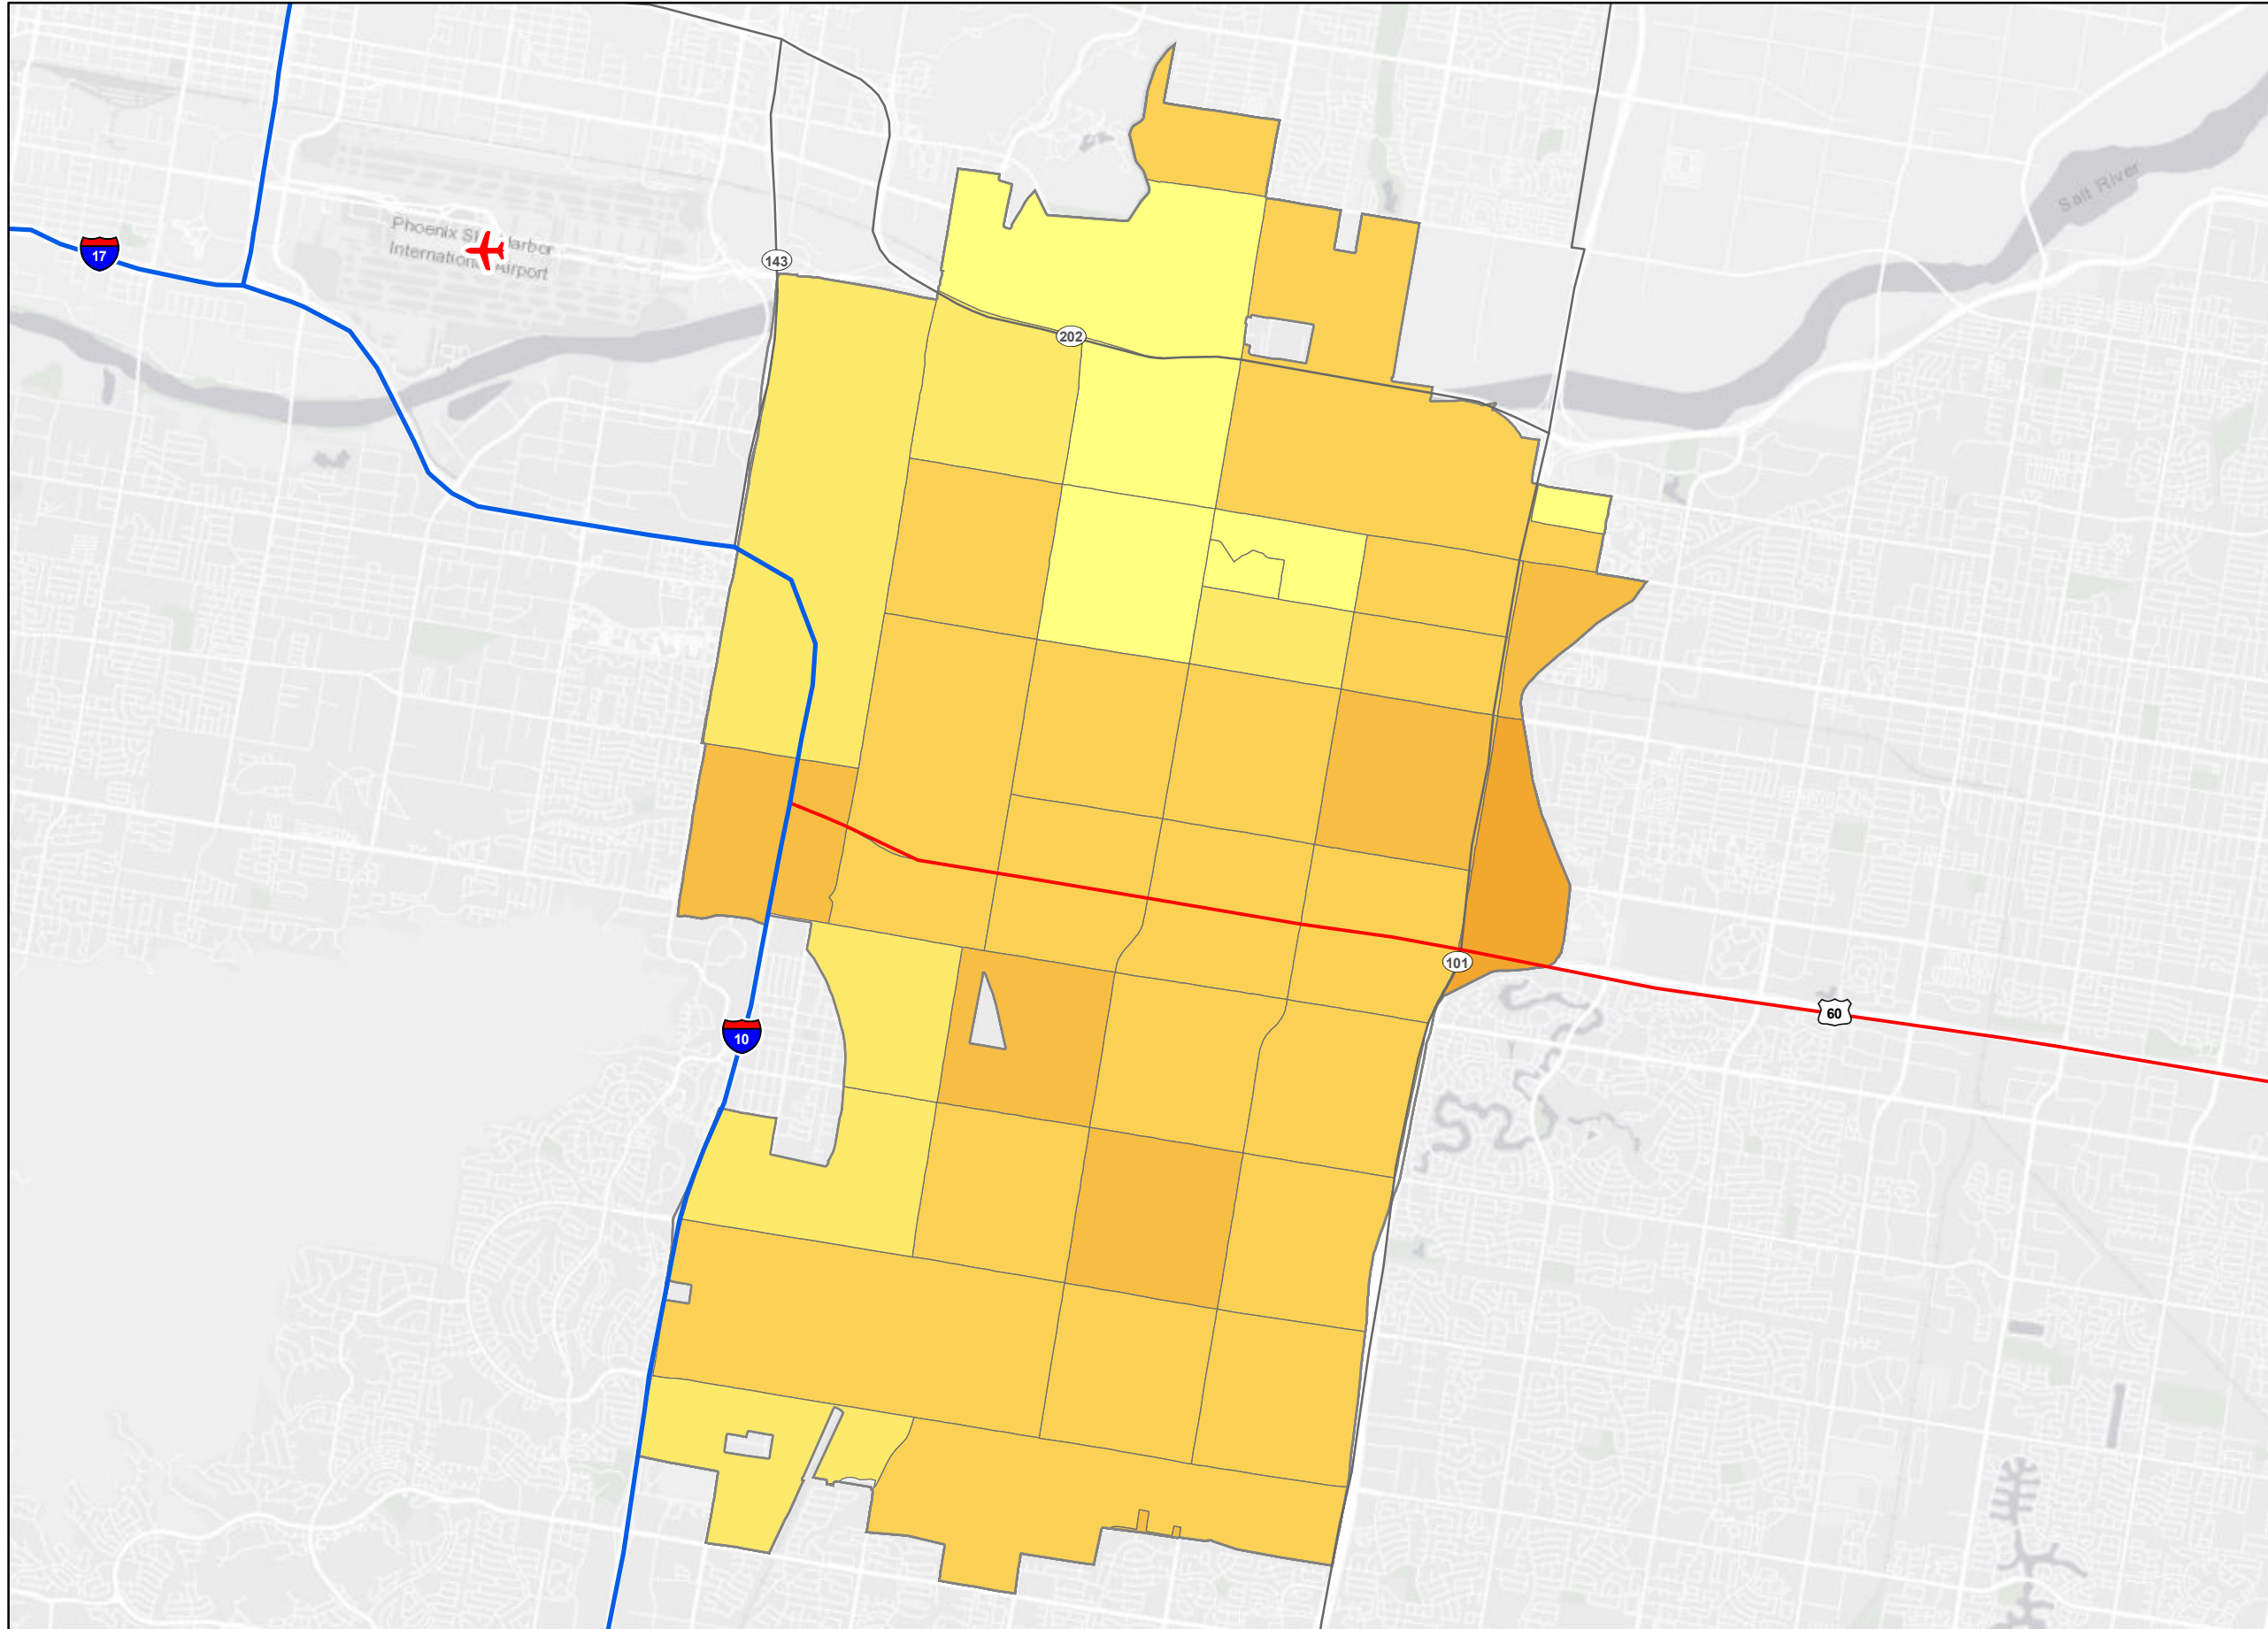 Salt River
Phoenix Sky Harbor
International Airport
17
143
202
101
60
10